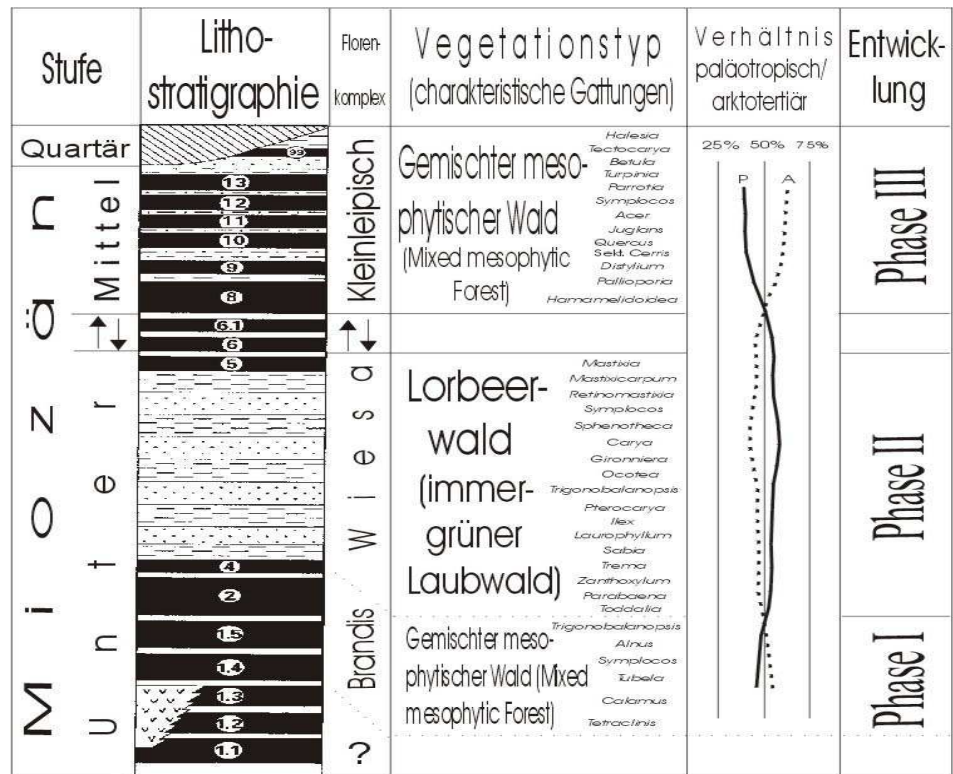 Stufe
Litho-
stratigraphie
Floren-
komplex
Vegetationstyp
(charakteristische Gattungen)
Verhältnis
paläotropisch/
arktotertiär
Entwick-
lung
Quartär
Miozän
Mittel
Unter
99
13
12
11
10
9
8
6.1
6
5
4
2
1.5
1.4
1.3
1.2
1.1
Kleinleipisch
Wiesa
Brandis
?
Gemischter meso-
phytischer Wald
(Mixed mesophytic
Forest)
Halesia
Tectocarya
Betula
Turpinia
Parrotia
Symplocos
Acer
Juglans
Quercus
Sekt. Cerris
Distylium
Pallioporia
Hamamelidoidea
Lorbeer-
wald
(immer-
grüner
Laubwald)
Mastixia
Mastixicarpum
Retinomastixia
Symplocos
Sphenotheca
Carya
Gironniera
Ocotea
Trigonobalanopsis
Pterocarya
Ilex
Laurophyllum
Sabia
Trema
Zanthoxylum
Parabaena
Toddalia
Gemischter meso-
phytischer Wald (Mixed
mesophytic Forest)
Trigonobalanopsis
Alnus
Symplocos
Tubela
Calamus
Tetraclinis
25% 50% 75%
P A
Phase III
Phase II
Phase I